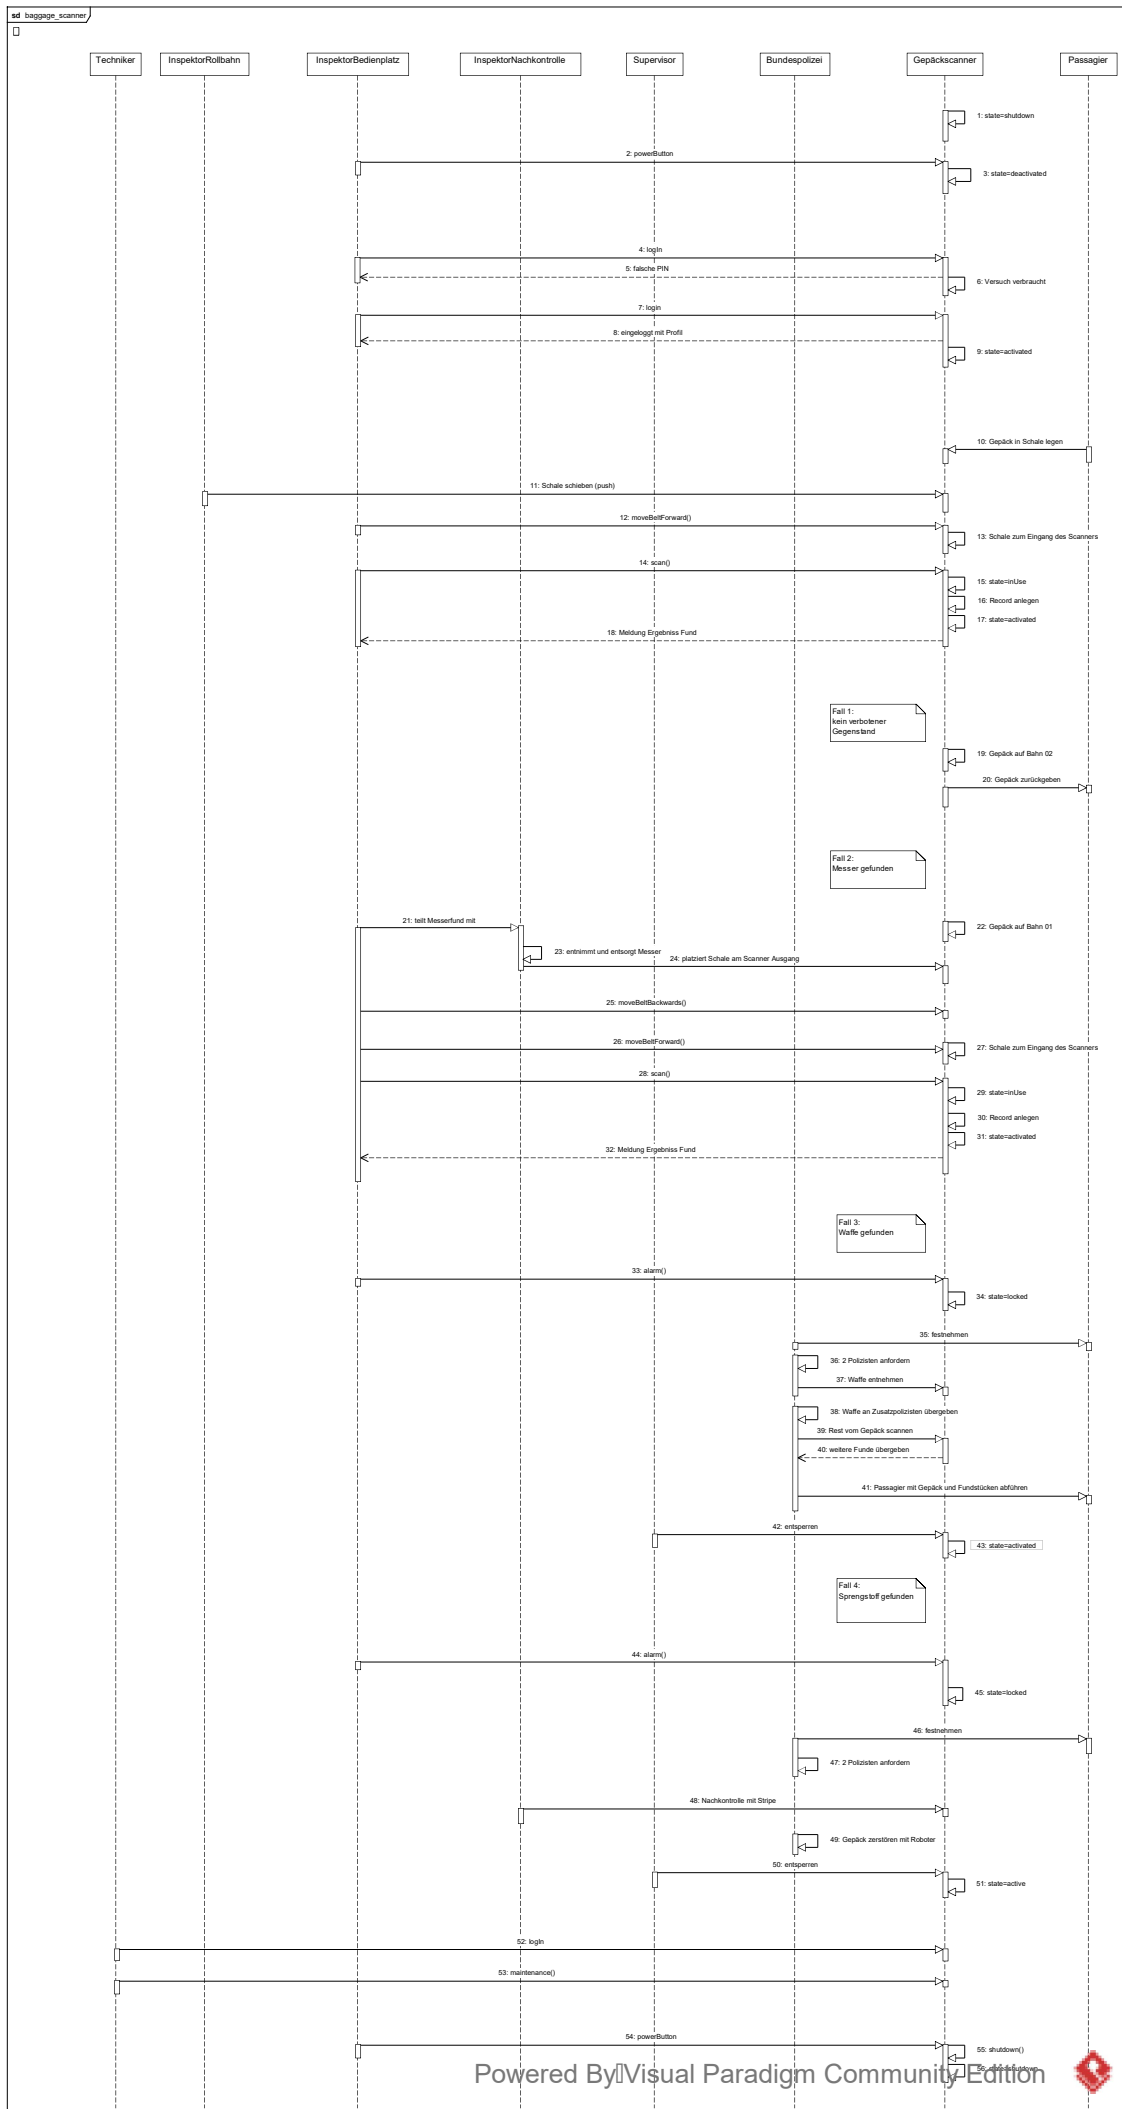 sd baggage_scanner
Techniker
InspektorRollbahn
InspektorBedienplatz
InspektorNachkontrolle
Supervisor
Bundespolizei
Gepäckscanner
Passagier
1: state=shutdown
2: powerButton
3: state=deactivated
4: logIn
5: falsche PIN
6: Versuch verbraucht
7: login
8: eingeloggt mit Profil
9: state=activated
10: Gepäck in Schale legen
11: Schale schieben (push)
12: moveBeltForward()
13: Schale zum Eingang des Scanners
14: scan()
15: state=inUse
16: Record anlegen
17: state=activated
18: Meldung Ergebniss Fund
Fall 1:
kein verbotener
Gegenstand
19: Gepäck auf Bahn 02
20: Gepäck zurückgeben
Fall 2:
Messer gefunden
21: teilt Messerfund mit
22: Gepäck auf Bahn 01
23: entnimmt und entsorgt Messer
24: platziert Schale am Scanner Ausgang
25: moveBeltBackwards()
26: moveBeltForward()
27: Schale zum Eingang des Scanners
28: scan()
29: state=inUse
30: Record anlegen
31: state=activated
32: Meldung Ergebniss Fund
Fall 3:
Waffe gefunden
33: alarm()
34: state=locked
35: festnehmen
36: 2 Polizisten anfordern
37: Waffe entnehmen
38: Waffe an Zusatzpolizisten übergeben
39: Rest vom Gepäck scannen
40: weitere Funde übergeben
41: Passagier mit Gepäck und Fundstücken abführen
42: entsperren
43: state=activated
Fall 4:
Sprengstoff gefunden
44: alarm()
45: state=locked
46: festnehmen
47: 2 Polizisten anfordern
48: Nachkontrolle mit Stripe
49: Gepäck zerstören mit Roboter
50: entsperren
51: state=active
52: logIn
53: maintenance()
54: powerButton
55: shutdown()
56: state=shutdown
Powered By Visual Paradigm Community Edition